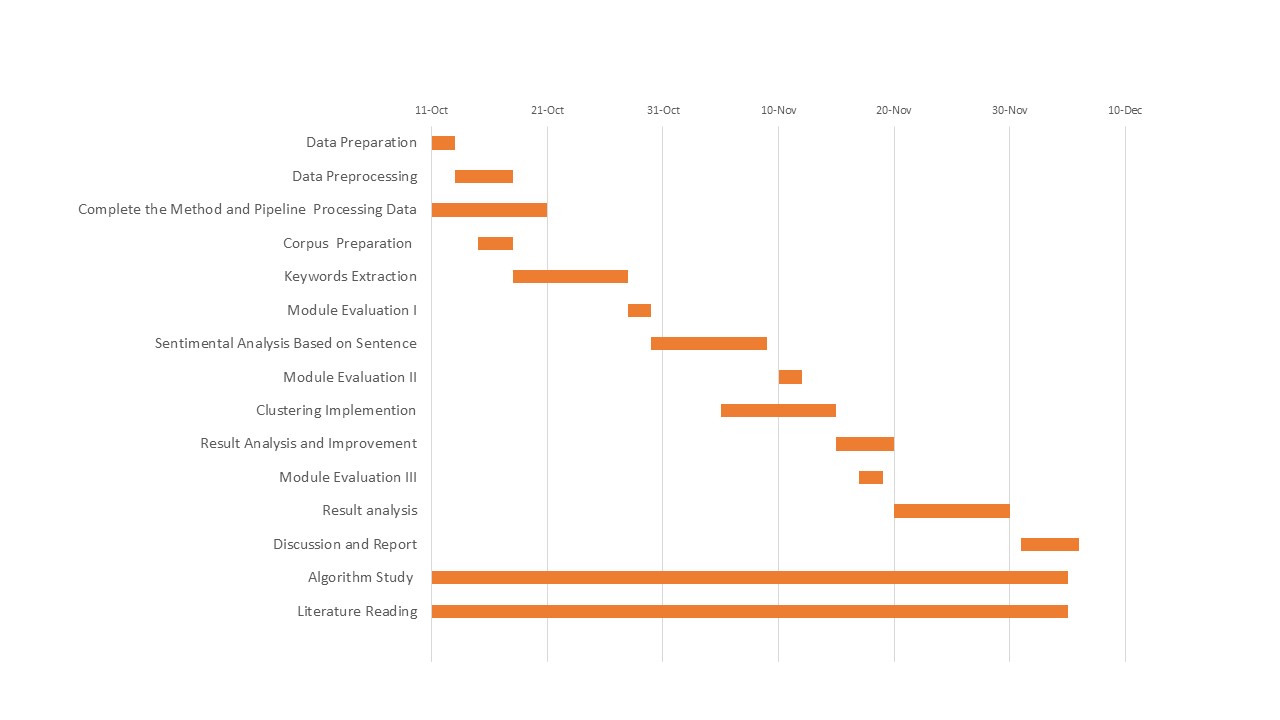 11-Oct 21-Oct 31-Oct 10-Nov 20-Nov 30-Nov 10-Dec
Data Preparation
Data Preprocessing
Complete the Method and Pipeline  Processing Data
Corpus  Preparation
Keywords Extraction
Module Evaluation I
Sentimental Analysis Based on Sentence
Module Evaluation II
Clustering Implemention
Result Analysis and Improvement
Module Evaluation III
Result analysis
Discussion and Report
Algorithm Study
Literature Reading